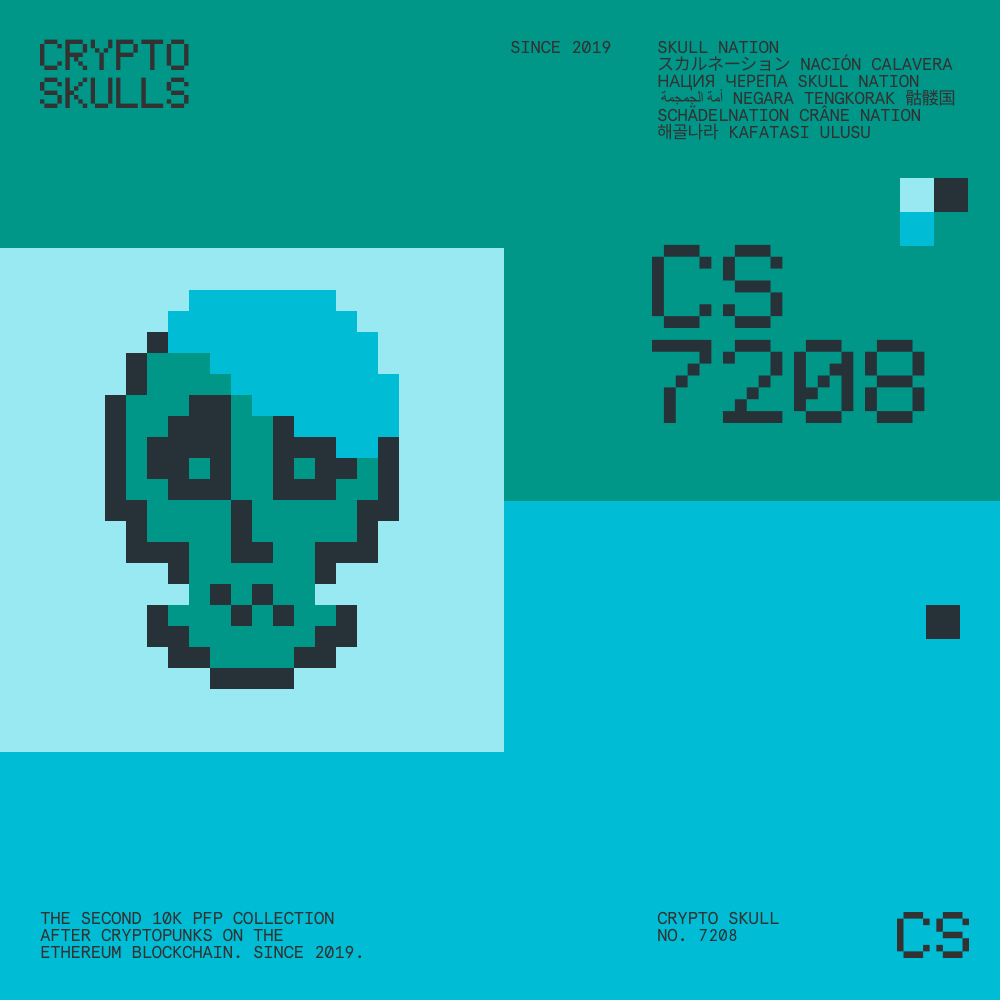 CRYPTO
SKULLS
SINCE 2019
SKULL NATION
スカルネーション NACIÓN CALAVERA
НАЦИЯ ЧЕРЕПА SKULL NATION
أمة الجمجمة NEGARA TENGKORAK 骷髅国
SCHÄDELNATION CRÂNE NATION
해골나라 KAFATASI ULUSU
CS
7208
THE SECOND 10K PFP COLLECTION
AFTER CRYPTOPUNKS ON THE
ETHEREUM BLOCKCHAIN. SINCE 2019.
CRYPTO SKULL
NO. 7208
CS